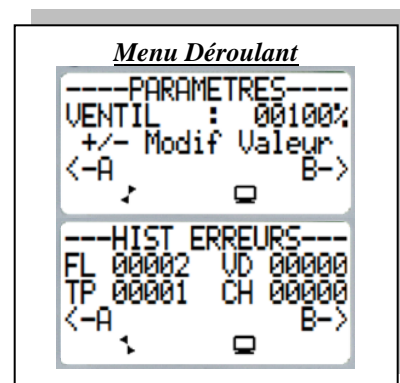 Menu Déroulant
----PARAMETRES----
VENTIL : 00100%
+/- Modif Valeur
<-A B->
---HIST ERREURS---
FL 00002 VD 00000
TP 00001 CH 00000
<-A B->